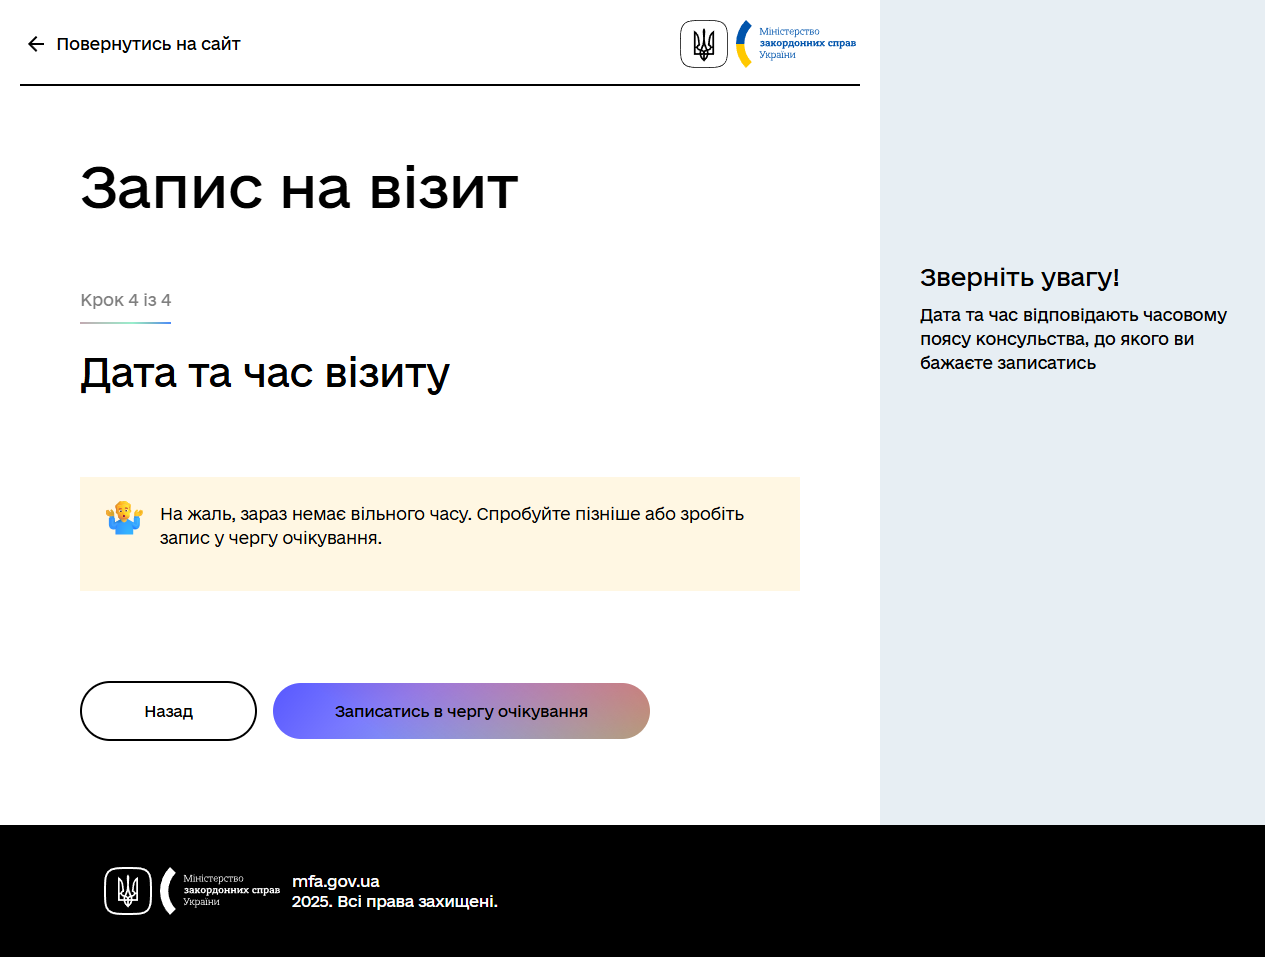 Повернутись на сайт
Міністерство
закордонних справ
України
Запис на візит
Крок 4 із 4
Дата та час візиту
На жаль, зараз немає вільного часу. Спробуйте пізніше або зробіть
запис у чергу очікування.
Назад
Записатись в чергу очікування
Зверніть увагу!
Дата та час відповідають часовому
поясу консульства, до якого ви
бажаєте записатись
Міністерство
закордонних справ
України
mfa.gov.ua
2025. Всі права захищені.